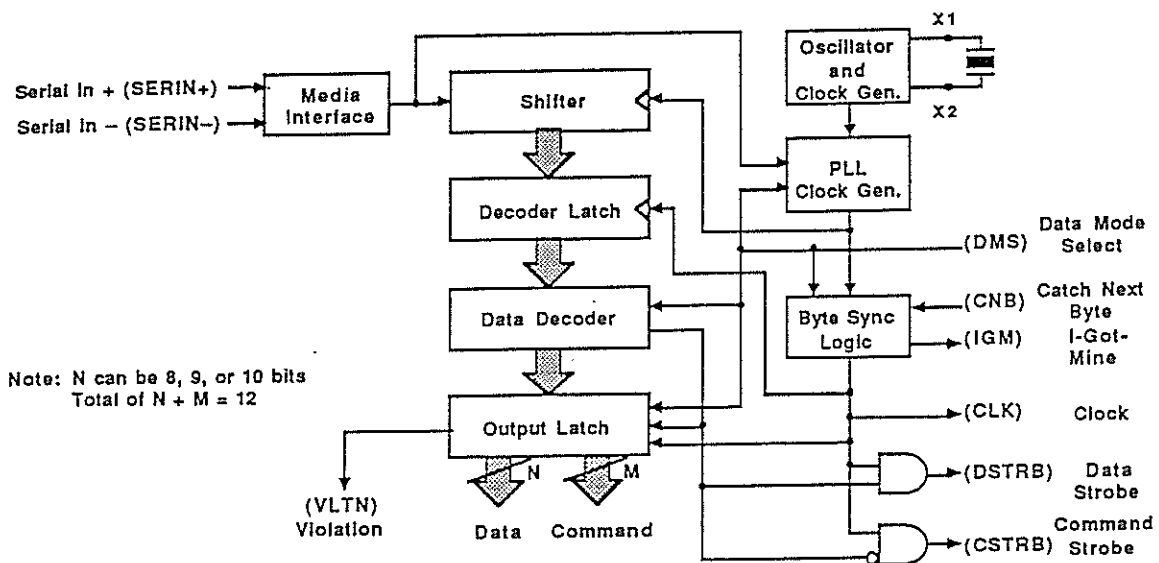 X1
Oscillator
and
Clock Gen.
X2
Serial In + (SERIN+)
Serial In – (SERIN–)
Media
Interface
Shifter
PLL
Clock Gen.
Decoder Latch
(DMS) Data Mode
Select
(CNB) Catch Next
Byte
Byte Sync
Logic
(IGM) I-Got-
Mine
Data Decoder
Note: N can be 8, 9, or 10 bits
Total of N + M = 12
(CLK) Clock
Output Latch
N
M
(DSTRB) Data
Strobe
(VLTN)
Violation
Data
Command
(CSTRB) Command
Strobe